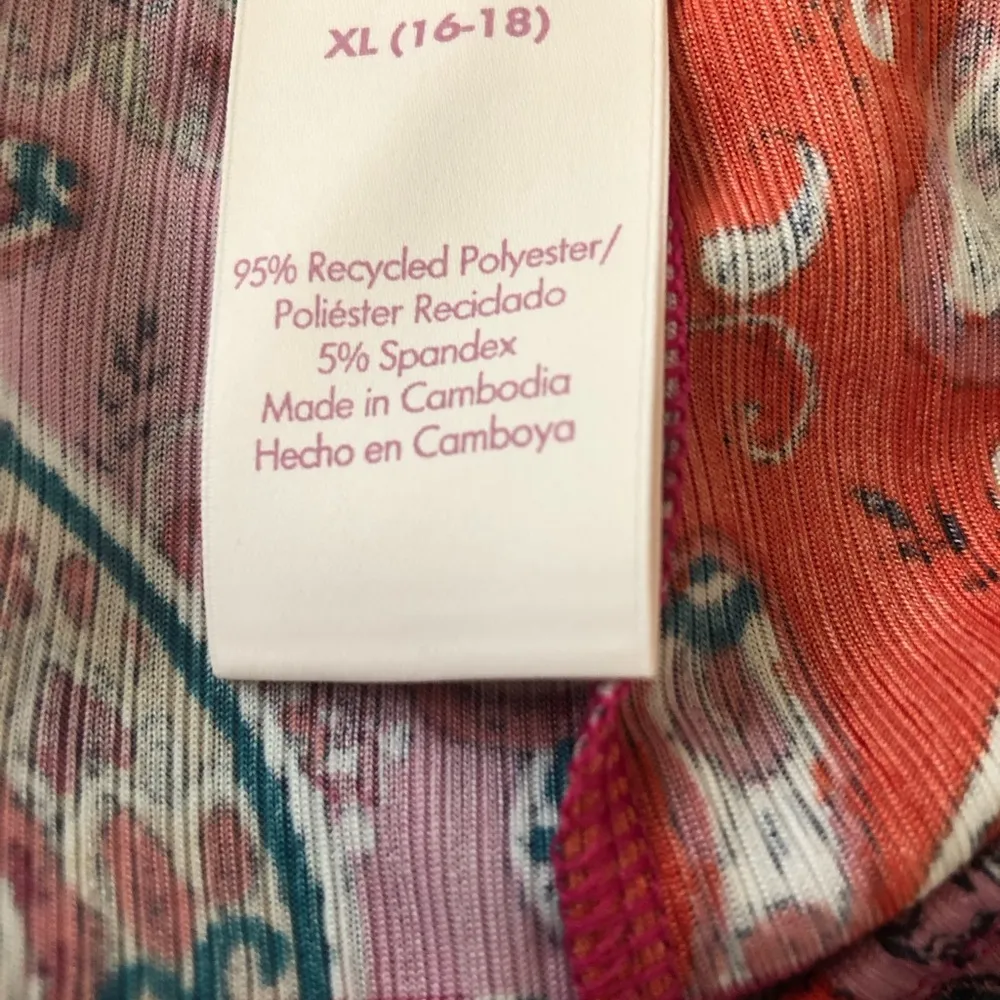 XL (16-18)
95% Recycled Polyester/
Poliéster Reciclado
5% Spandex
Made in Cambodia
Hecho en Camboya